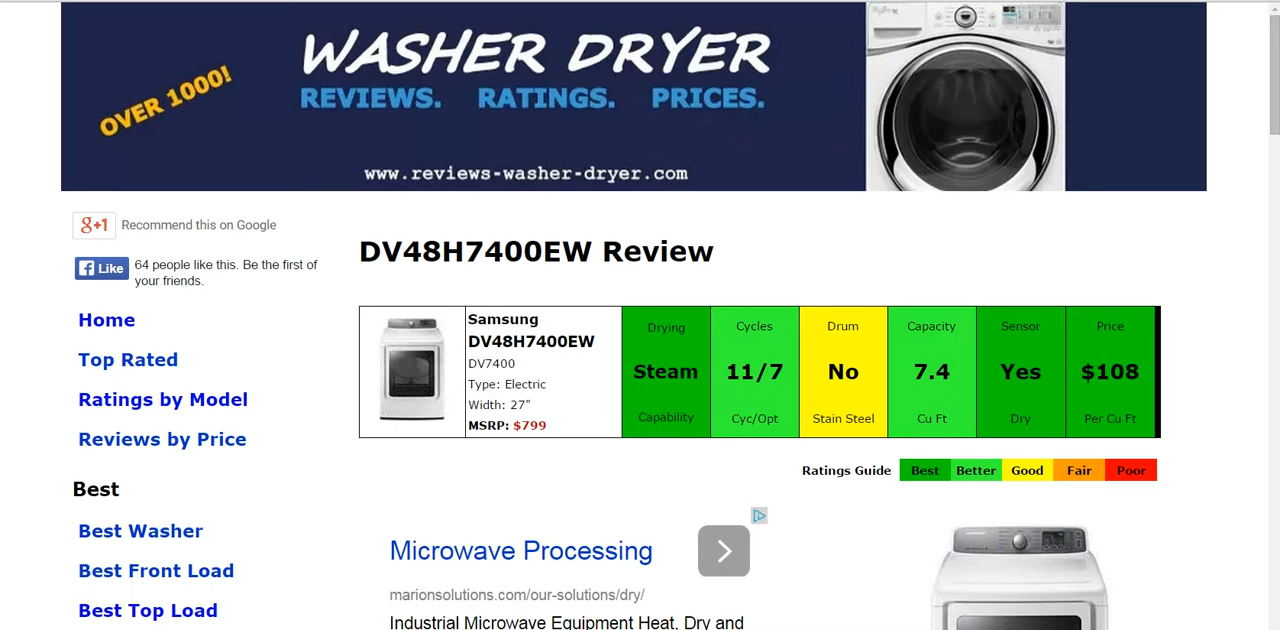 OVER 1000!
WASHER DRYER
REVIEWS. RATINGS. PRICES.
www.reviews-washer-dryer.com
g+1 Recommend this on Google
Like 64 people like this. Be the first of
your friends.
Home
Top Rated
Ratings by Model
Reviews by Price
Best
Best Washer
Best Front Load
Best Top Load
DV48H7400EW Review
Samsung
DV48H7400EW
DV7400
Type: Electric
Width: 27"
MSRP: $799
Drying
Steam
Capability
Cycles
11/7
Cyc/Opt
Drum
No
Stain Steel
Capacity
7.4
Cu Ft
Sensor
Yes
Dry
Price
$108
Per Cu Ft
Ratings Guide Best Better Good Fair Poor
Microwave Processing
marionsolutions.com/our-solutions/dry/
Industrial Microwave Equipment Heat, Dry and